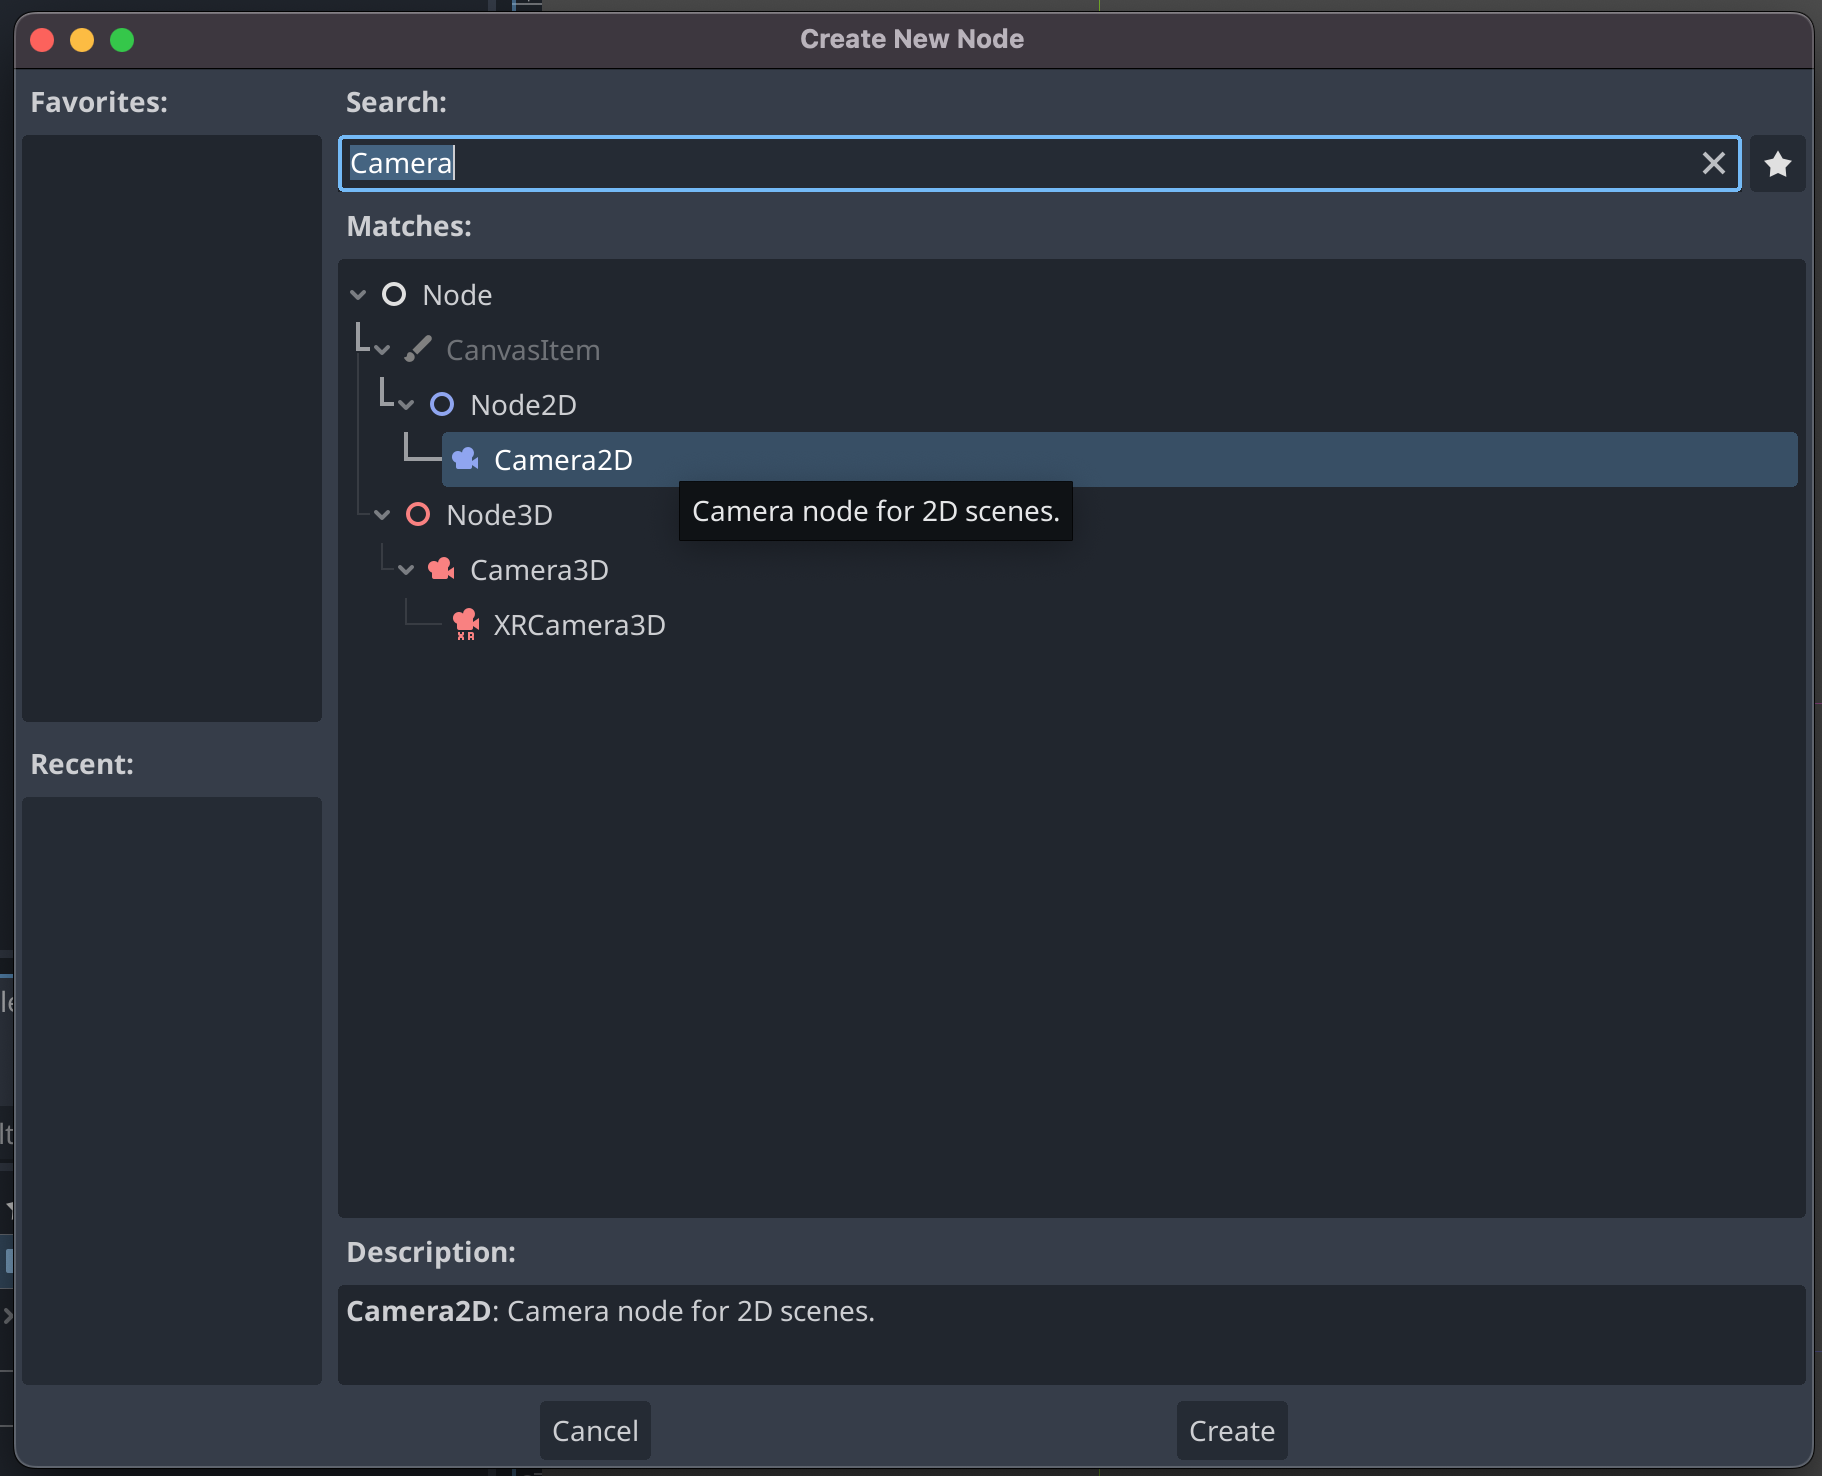 Create New Node
Favorites:
Search:
Camera
Matches:
Node
CanvasItem
Node2D
Camera2D
Camera node for 2D scenes.
Node3D
Camera3D
XRCamera3D
XR
Recent:
Description:
Camera2D: Camera node for 2D scenes.
Cancel
Create